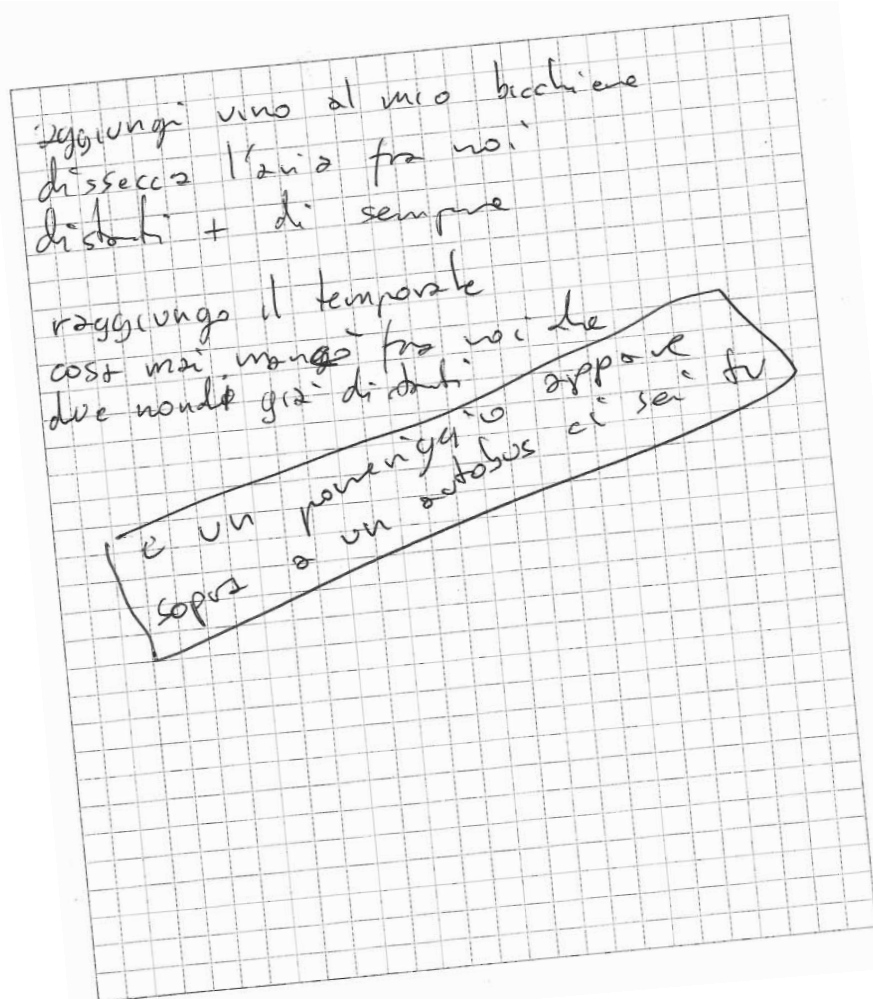 aggiungi vino al mio bicchiere
dissecca l'aria fra noi
distanti + di sempre
raggiungo il temporale
cosa mai mangò fra noi che
due mondi già distanti
e un pomeriggio appare
sopra a un autobus ci sei tu